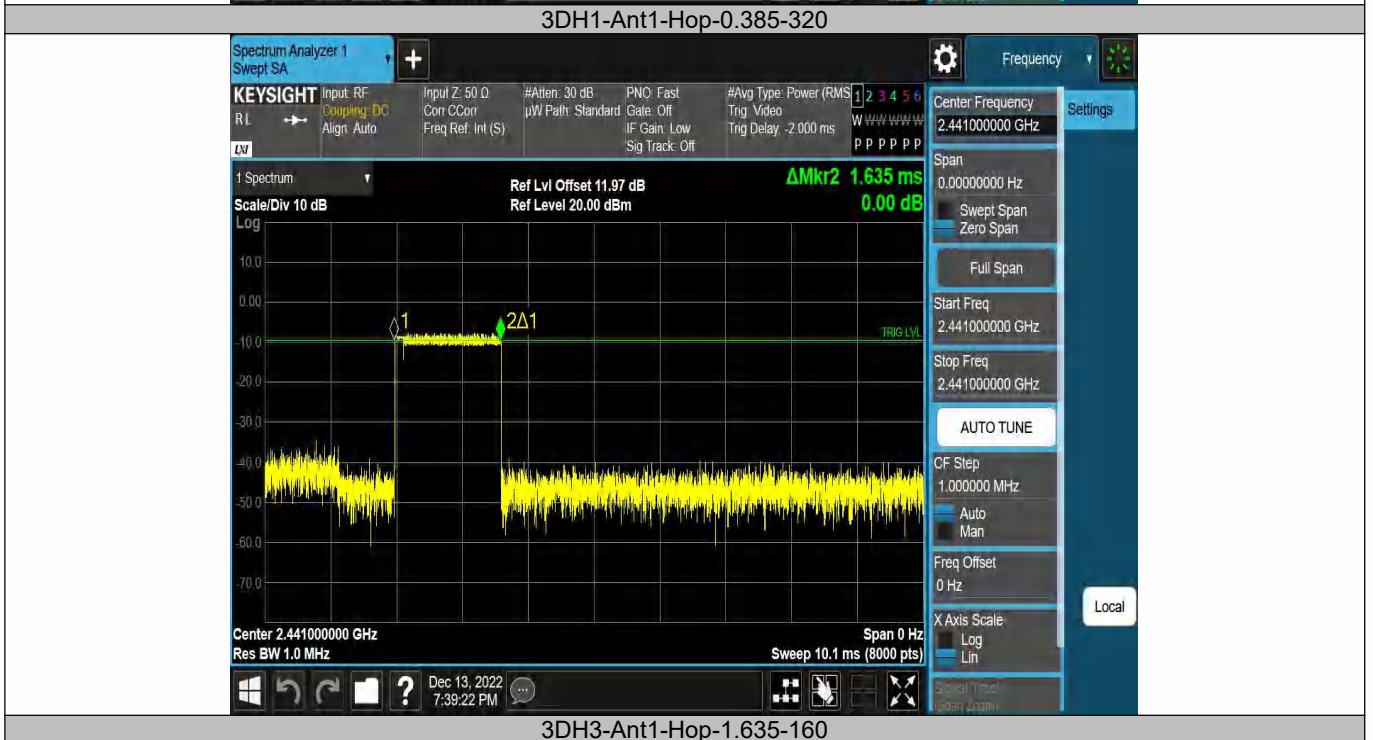 3DH1-Ant1-Hop-0.385-320
Spectrum Analyzer 1
Swept SA
Frequency
KEYSIGHT
RL
LXI
Input: RF
Coupling: DC
Align: Auto
Input Z: 50 Ω
Corr CCorr
Freq Ref: Int (S)
#Atten: 30 dB
µW Path: Standard
PNO: Fast
Gate: Off
IF Gain: Low
Sig Track: Off
#Avg Type: Power (RMS
Trig: Video
Trig Delay: -2.000 ms
1 2 3 4 5 6
W W W W W W
P P P P P P
Center Frequency
2.441000000 GHz
Settings
1 Spectrum
Scale/Div 10 dB
Ref Lvl Offset 11.97 dB
Ref Level 20.00 dBm
ΔMkr2 1.635 ms
0.00 dB
Span
0.00000000 Hz
Swept Span
Zero Span
Full Span
Start Freq
2.441000000 GHz
Stop Freq
2.441000000 GHz
AUTO TUNE
CF Step
1.000000 MHz
Auto
Man
Freq Offset
0 Hz
X Axis Scale
Log
Lin
Local
Log
10.0
0.00
-10.0
-20.0
-30.0
-40.0
-50.0
-60.0
-70.0
1
2Δ1
TRIG LVL
Center 2.441000000 GHz
Res BW 1.0 MHz
Span 0 Hz
Sweep 10.1 ms (8000 pts)
Dec 13, 2022
7:39:22 PM
3DH3-Ant1-Hop-1.635-160